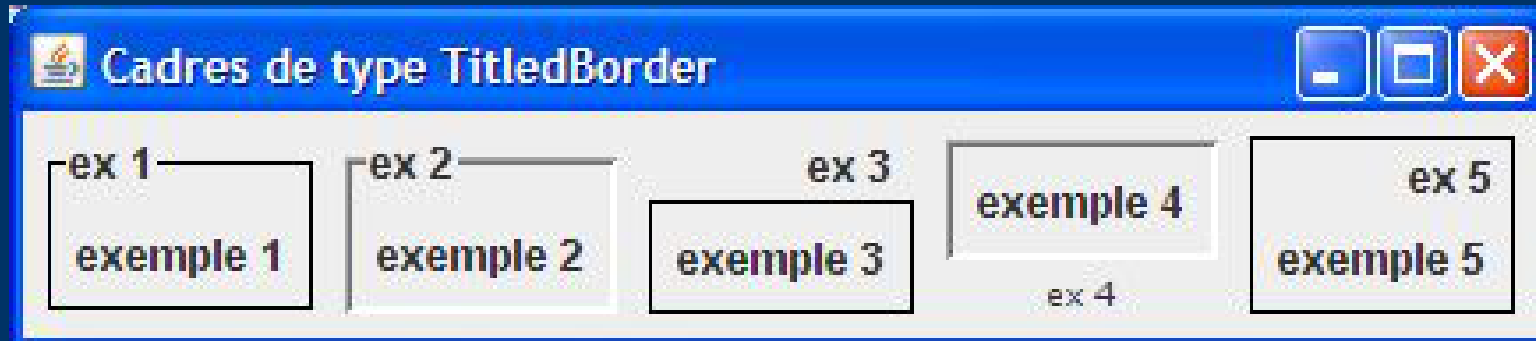 Cadres de type TitledBorder
ex 1
exemple 1
ex 2
exemple 2
ex 3
exemple 3
exemple 4
ex 4
ex 5
exemple 5